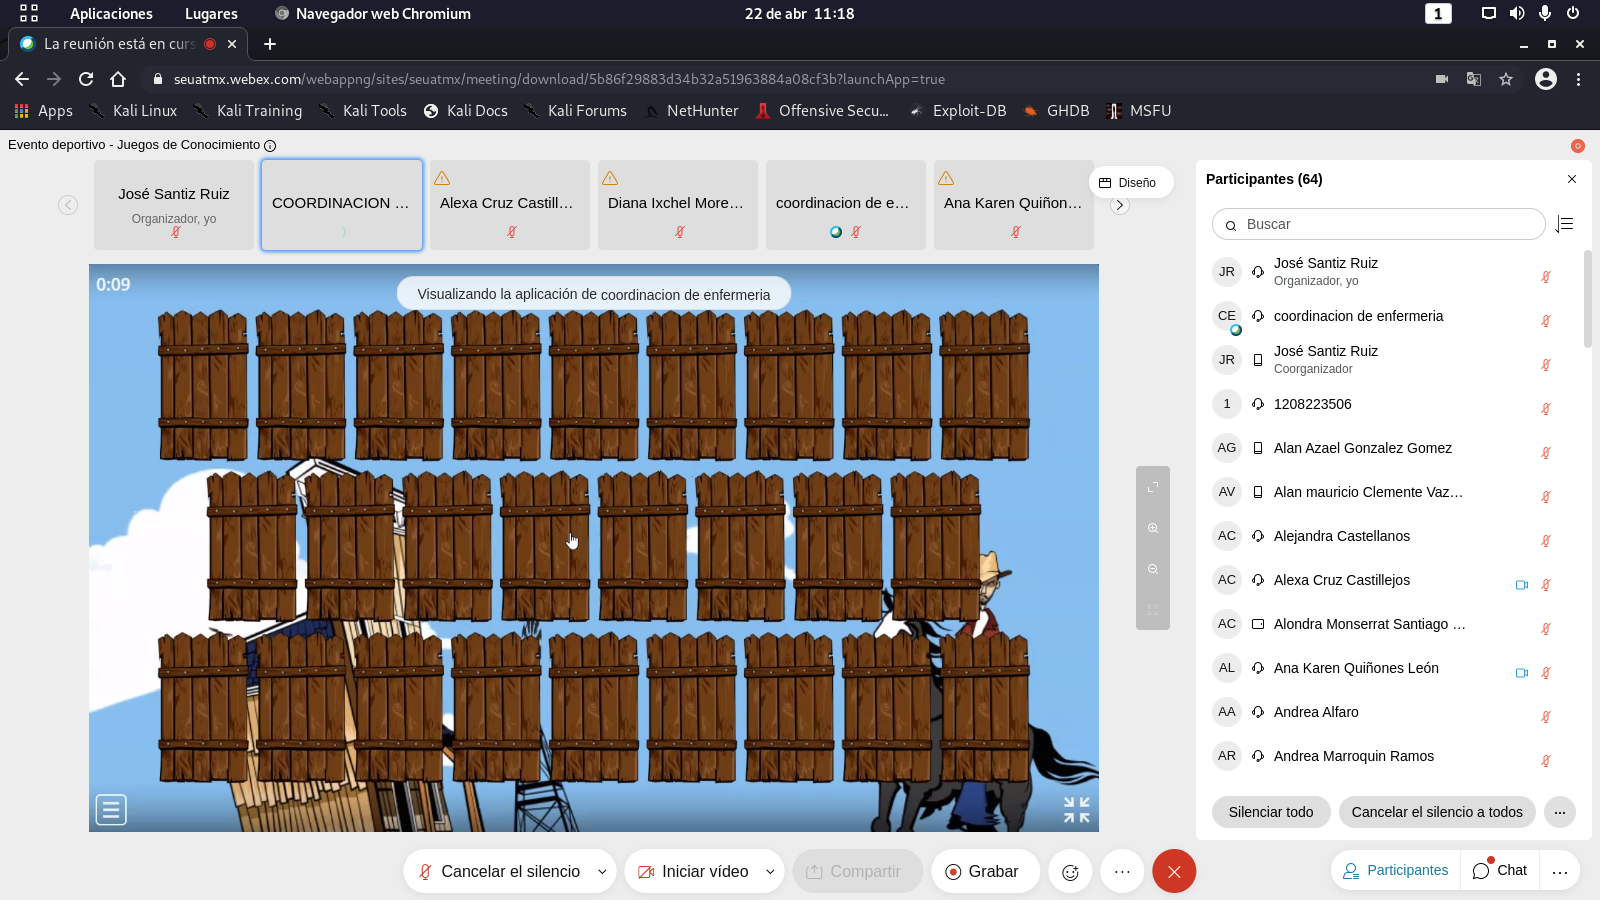 Aplicaciones
Lugares
Navegador web Chromium
22 de abr 11:18
1
La reunión está en curs
seuatmx.webex.com/webappng/sites/seuatmx/meeting/download/5b86f29883d34b32a51963884a08cf3b?launchApp=true
Apps
Kali Linux
Kali Training
Kali Tools
Kali Docs
Kali Forums
NetHunter
Offensive Secu…
Exploit-DB
GHDB
MSFU
Evento deportivo - Juegos de Conocimiento
José Santiz Ruiz
Organizador, yo
COORDINACION …
Alexa Cruz Castill…
Diana Ixchel More…
coordinacion de e…
Ana Karen Quiñon…
Diseño
0:09
Visualizando la aplicación de coordinacion de enfermeria
Participantes (64)
Buscar
JR
José Santiz Ruiz
Organizador, yo
CE
coordinacion de enfermeria
JR
José Santiz Ruiz
Coorganizador
1
1208223506
AG
Alan Azael Gonzalez Gomez
AV
Alan mauricio Clemente Vaz…
AC
Alejandra Castellanos
AC
Alexa Cruz Castillejos
AC
Alondra Monserrat Santiago …
AL
Ana Karen Quiñones León
AA
Andrea Alfaro
AR
Andrea Marroquin Ramos
Silenciar todo
Cancelar el silencio a todos
Cancelar el silencio
Iniciar vídeo
Compartir
Grabar
Participantes
Chat